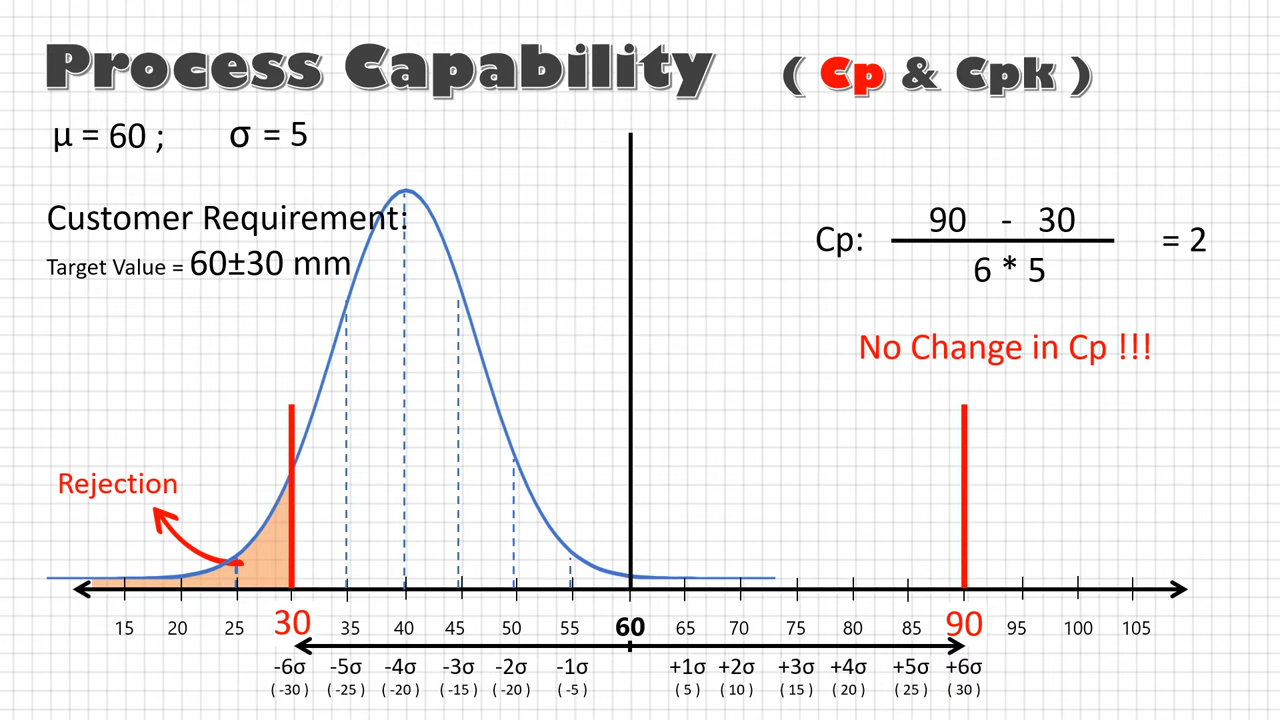 Process Capability ( Cp & Cpk )
μ = 60 ; σ = 5
Customer Requirement:
Target Value = 60±30 mm
Cp: 90 - 30 = 2
6 * 5
No Change in Cp !!!
Rejection
15 20 25 30 35 40 45 50 55 60 65 70 75 80 85 90 95 100 105
-6σ -5σ -4σ -3σ -2σ -1σ +1σ +2σ +3σ +4σ +5σ +6σ
( -30 ) ( -25 ) ( -20 ) ( -15 ) ( -20 ) ( -5 ) ( 5 ) ( 10 ) ( 15 ) ( 20 ) ( 25 ) ( 30 )